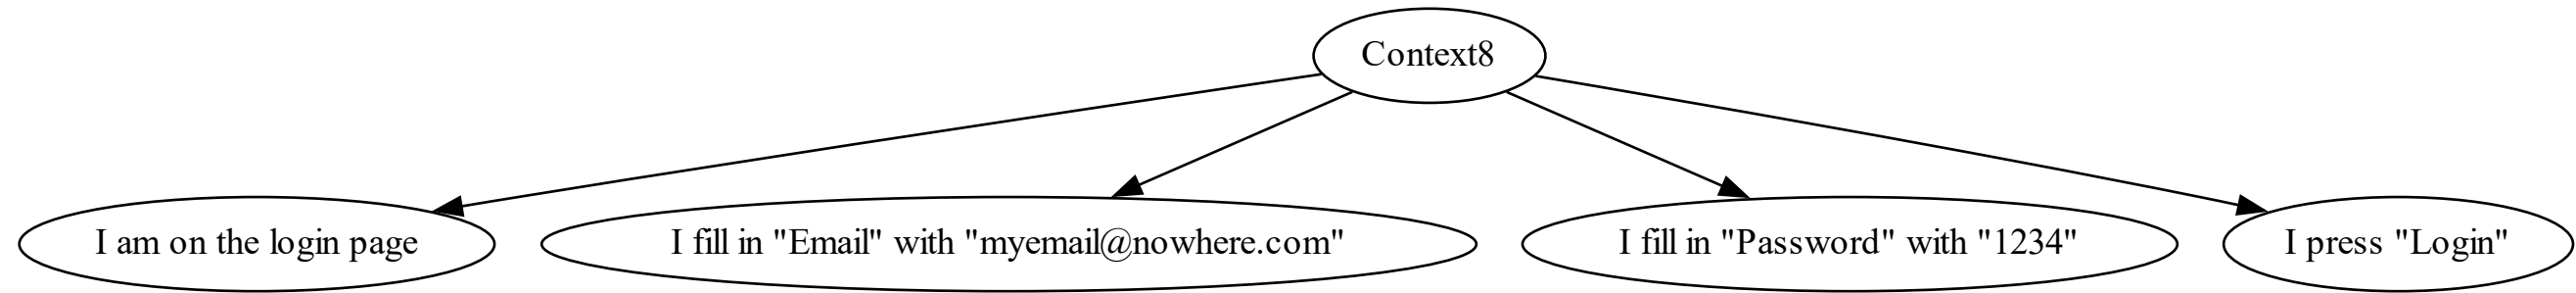 Context8
I am on the login page
I fill in "Email" with "myemail@nowhere.com"
I fill in "Password" with "1234"
I press "Login"